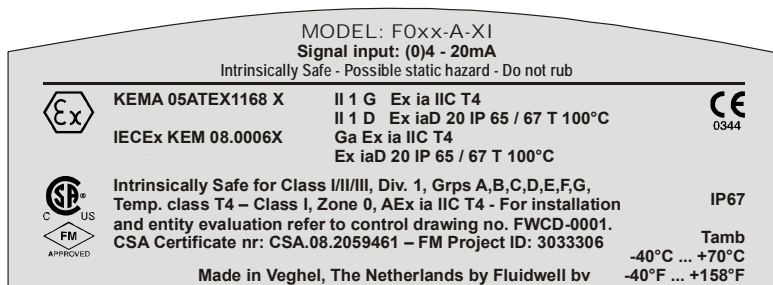 MODEL: F0xx-A-XI
Signal input: (0)4 - 20mA
Intrinsically Safe - Possible static hazard - Do not rub
Ex
KEMA 05ATEX1168 X II 1 G Ex ia IIC T4
II 1 D Ex iaD 20 IP 65 / 67 T 100°C
CE
0344
IECEx KEM 08.0006X Ga Ex ia IIC T4
Ex iaD 20 IP 65 / 67 T 100°C
SA ®
C US
FM
APPROVED
Intrinsically Safe for Class I/II/III, Div. 1, Grps A,B,C,D,E,F,G,
Temp. class T4 – Class I, Zone 0, AEx ia IIC T4 - For installation
and entity evaluation refer to control drawing no. FWCD-0001.
CSA Certificate nr: CSA.08.2059461 – FM Project ID: 3033306
IP67
Tamb
-40°C ... +70°C
-40°F ... +158°F
Made in Veghel, The Netherlands by Fluidwell bv